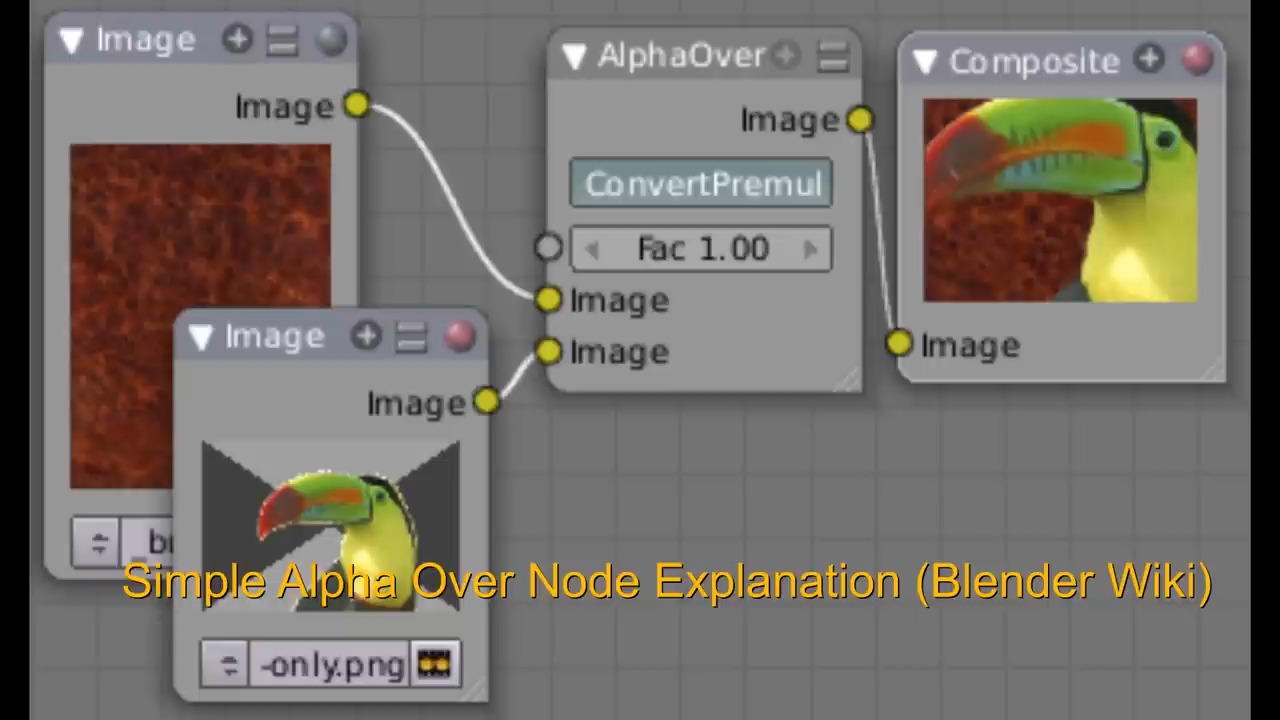 Image
Image
AlphaOver
Image
ConvertPremul
Fac 1.00
Image
Image
Composite
Image
Image
Image
-only.png
Simple Alpha Over Node Explanation (Blender Wiki)